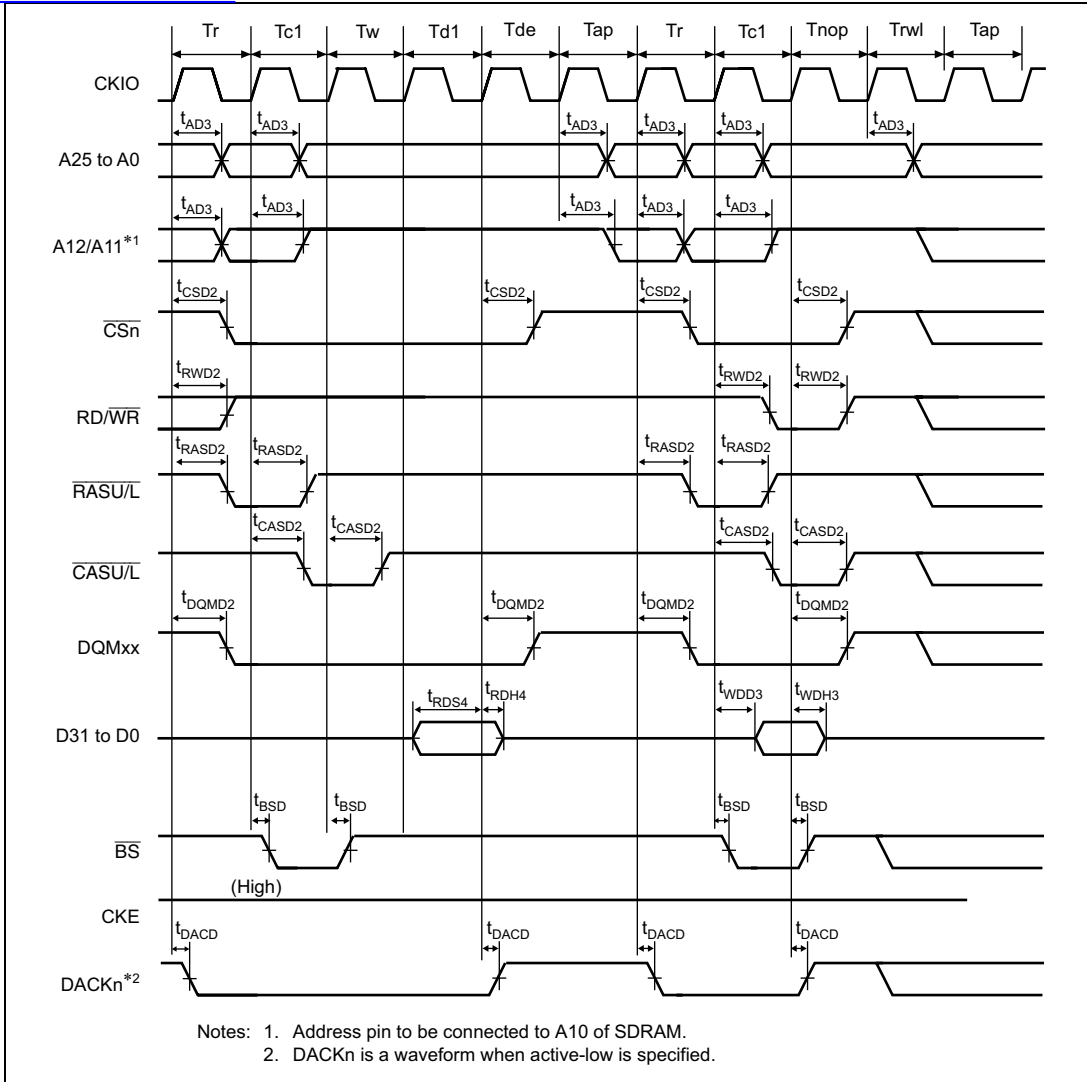 Tr Tc1 Tw Td1 Tde Tap Tr Tc1 Tnop Trwl Tap
CKIO
tAD3 tAD3 tAD3 tAD3 tAD3 tAD3
A25 to A0
tAD3 tAD3 tAD3 tAD3 tAD3
A12/A11*1
tCSD2 tCSD2 tCSD2 tCSD2
CSn
tRWD2 tRWD2 tRWD2
RD/WR
tRASD2 tRASD2 tRASD2 tRASD2
RASU/L
tCASD2 tCASD2 tCASD2 tCASD2
CASU/L
tDQMD2 tDQMD2 tDQMD2 tDQMD2
DQMxx
tRDS4 tRDH4 tWDD3 tWDH3
D31 to D0
tBSD tBSD tBSD tBSD
BS
(High)
CKE
tDACD tDACD tDACD tDACD
DACKn*2
Notes: 1. Address pin to be connected to A10 of SDRAM.
2. DACKn is a waveform when active-low is specified.